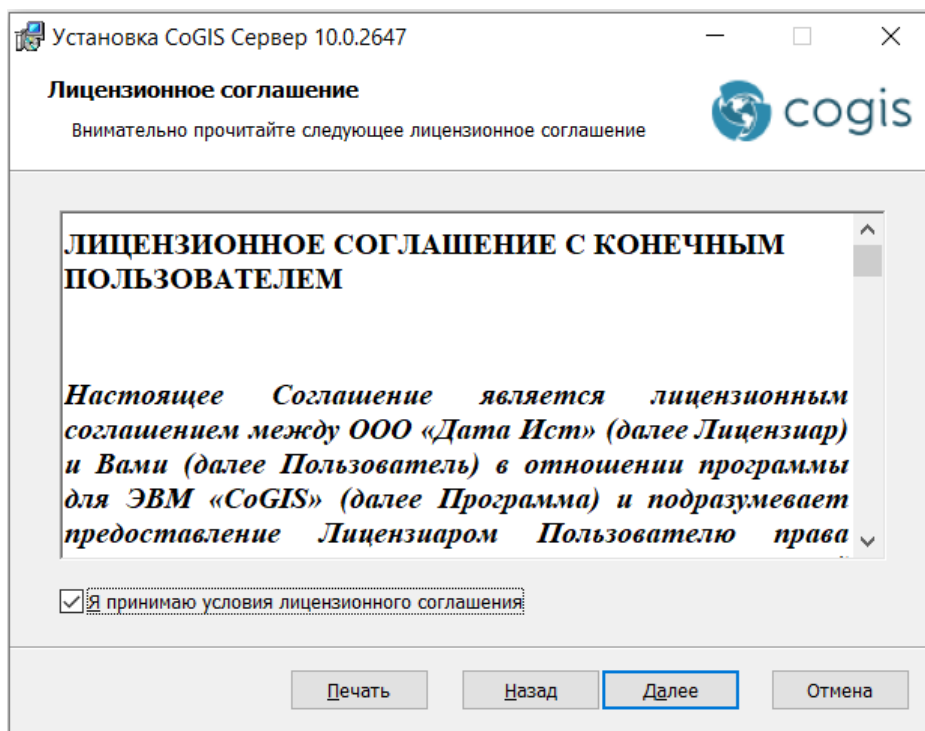 Установка CoGIS Сервер 10.0.2647
Лицензионное соглашение
Внимательно прочитайте следующее лицензионное соглашение
cogis
ЛИЦЕНЗИОННОЕ СОГЛАШЕНИЕ С КОНЕЧНЫМ
ПОЛЬЗОВАТЕЛЕМ
Настоящее Соглашение является лицензионным
соглашением между ООО «Дата Ист» (далее Лицензиар)
и Вами (далее Пользователь) в отношении программы
для ЭВМ «CoGIS» (далее Программа) и подразумевает
предоставление Лицензиаром Пользователю права
Я принимаю условия лицензионного соглашения
Печать Назад Далее Отмена